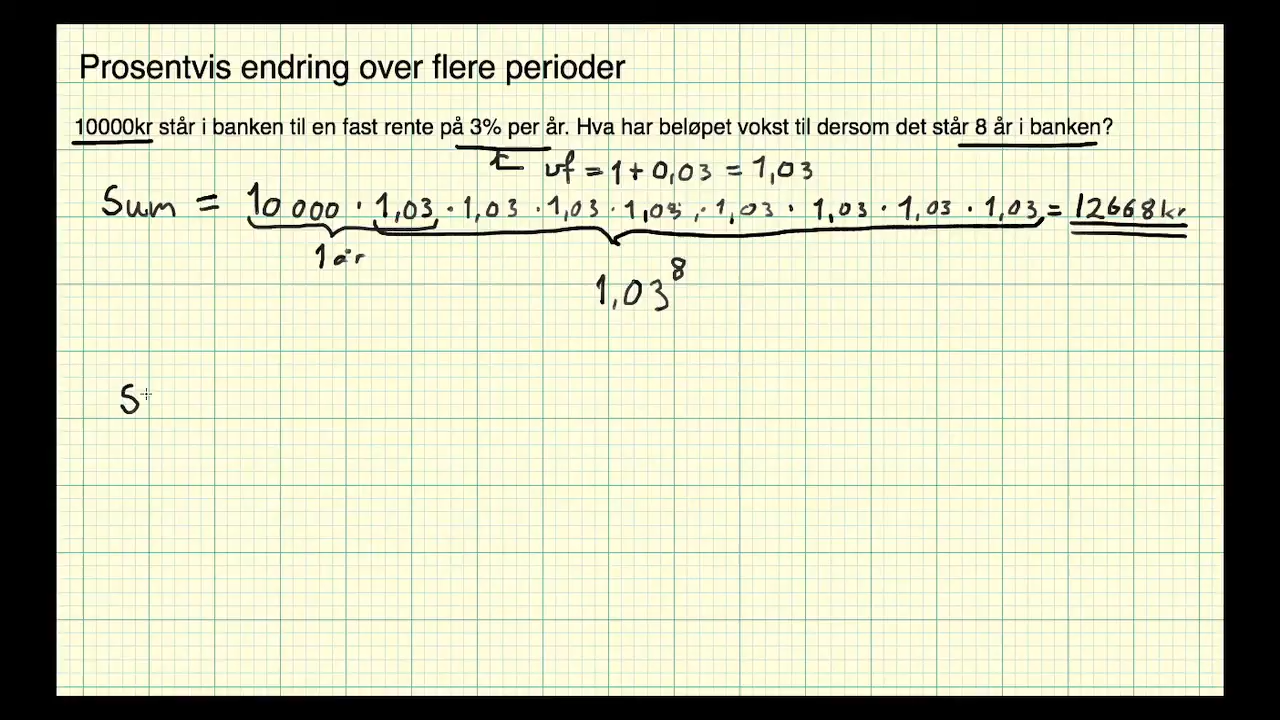 Prosentvis endring over flere perioder
10000kr står i banken til en fast rente på 3% per år. Hva har beløpet vokst til dersom det står 8 år i banken?
vf = 1 + 0,03 = 1,03
Sum = 10 000 · 1,03 · 1,03 · 1,03 · 1,03 · 1,03 · 1,03 · 1,03 · 1,03 = 12668kr
1 år
1,03⁸
S